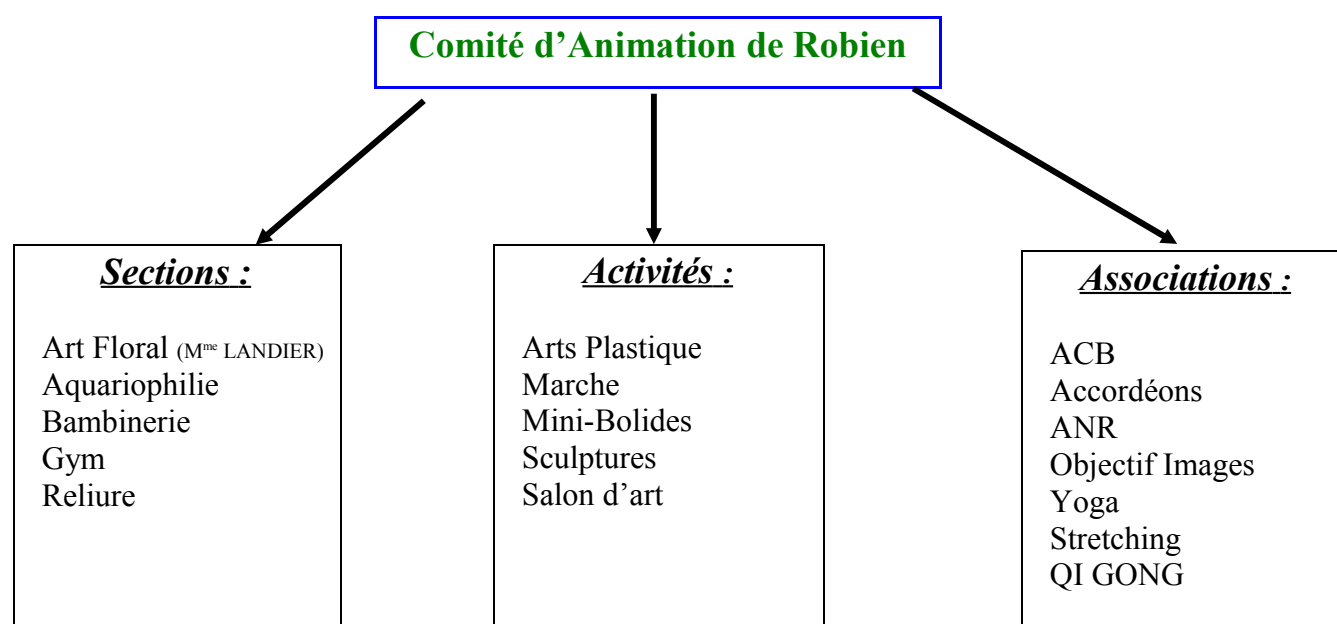 Comité d’Animation de Robien
Sections :
Art Floral (Mme LANDIER)
Aquariophilie
Bambinerie
Gym
Reliure
Activités :
Arts Plastique
Marche
Mini-Bolides
Sculptures
Salon d’art
Associations :
ACB
Accordéons
ANR
Objectif Images
Yoga
Stretching
QI GONG